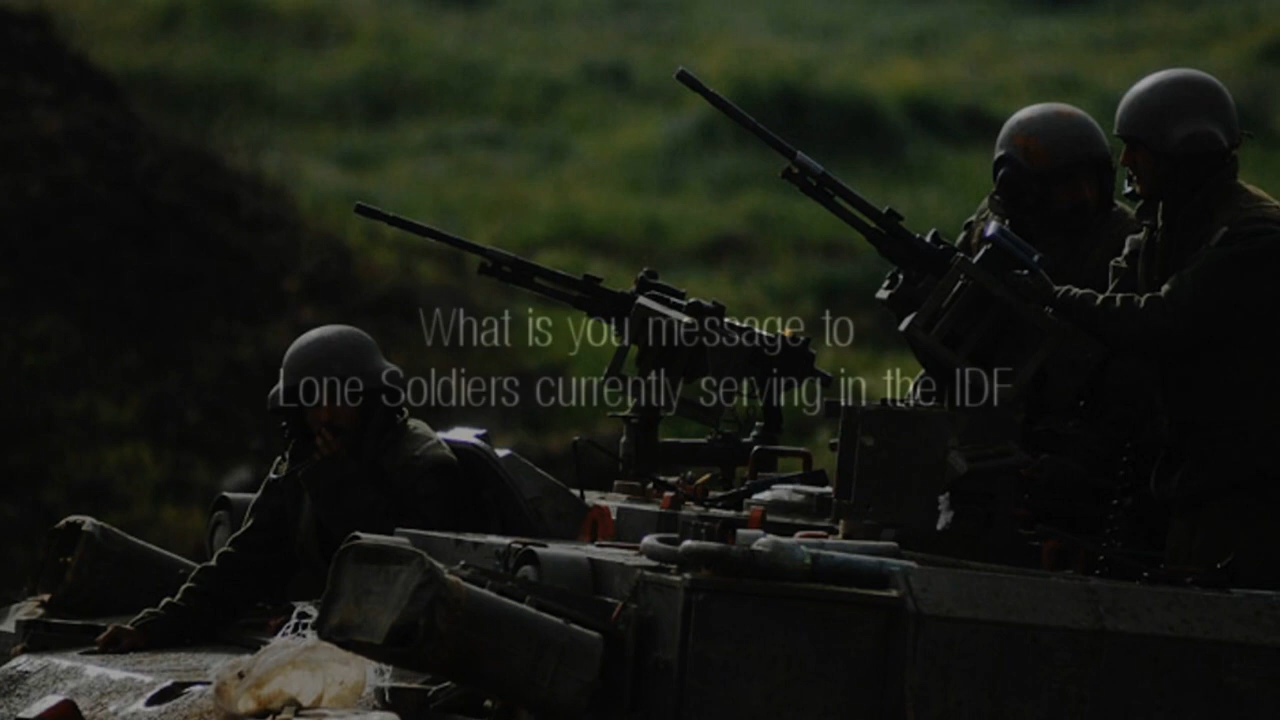 What is you message to
Lone Soldiers currently serving in the IDF